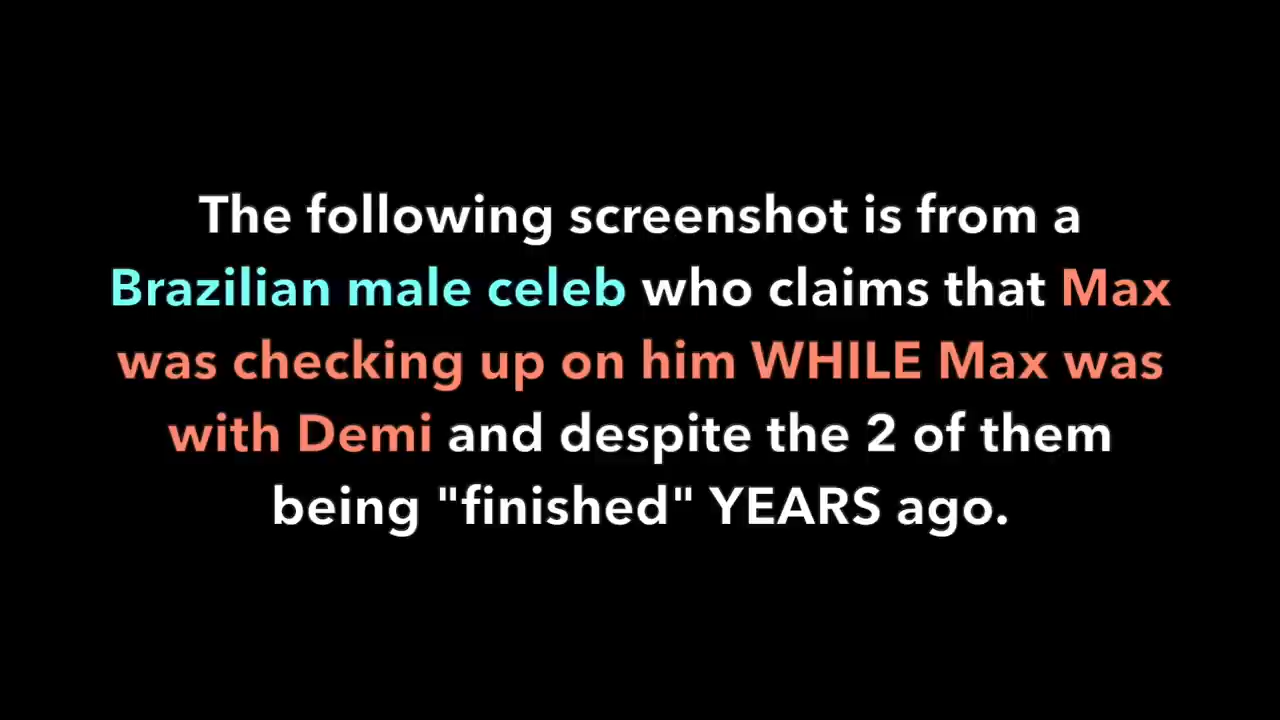 The following screenshot is from a
Brazilian male celeb who claims that Max
was checking up on him WHILE Max was
with Demi and despite the 2 of them
being "finished" YEARS ago.